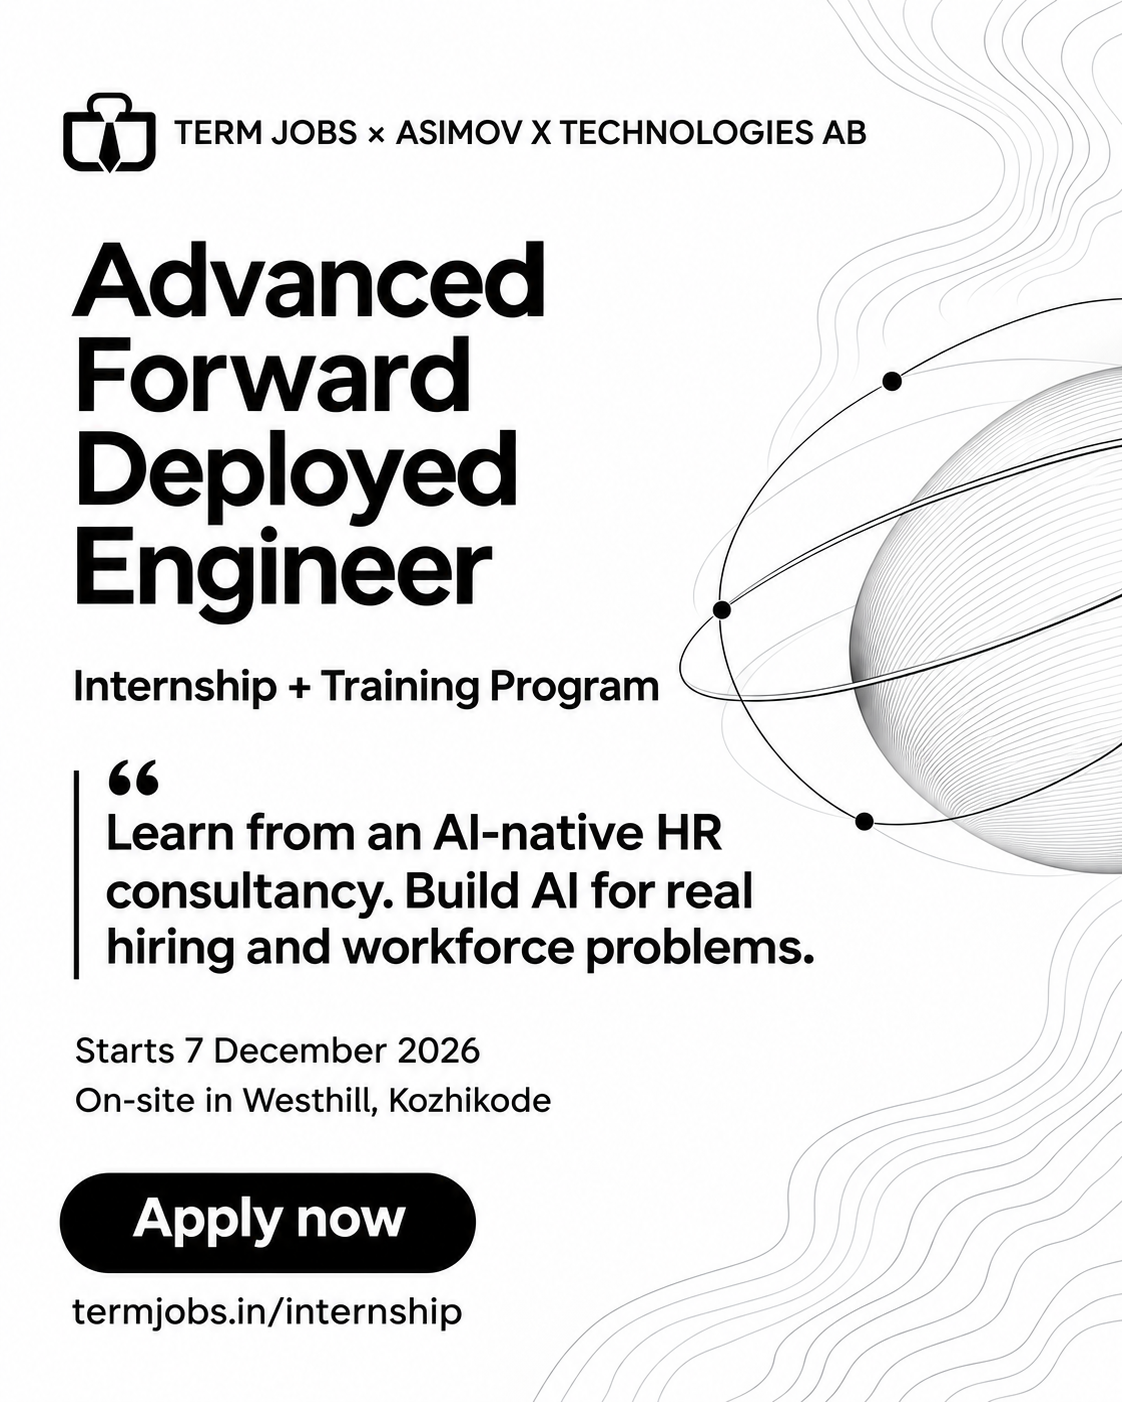 TERM JOBS × ASIMOV X TECHNOLOGIES AB
Advanced
Forward
Deployed
Engineer
Internship + Training Program
“
Learn from an AI-native HR
consultancy. Build AI for real
hiring and workforce problems.
Starts 7 December 2026
On-site in Westhill, Kozhikode
Apply now
termjobs.in/internship